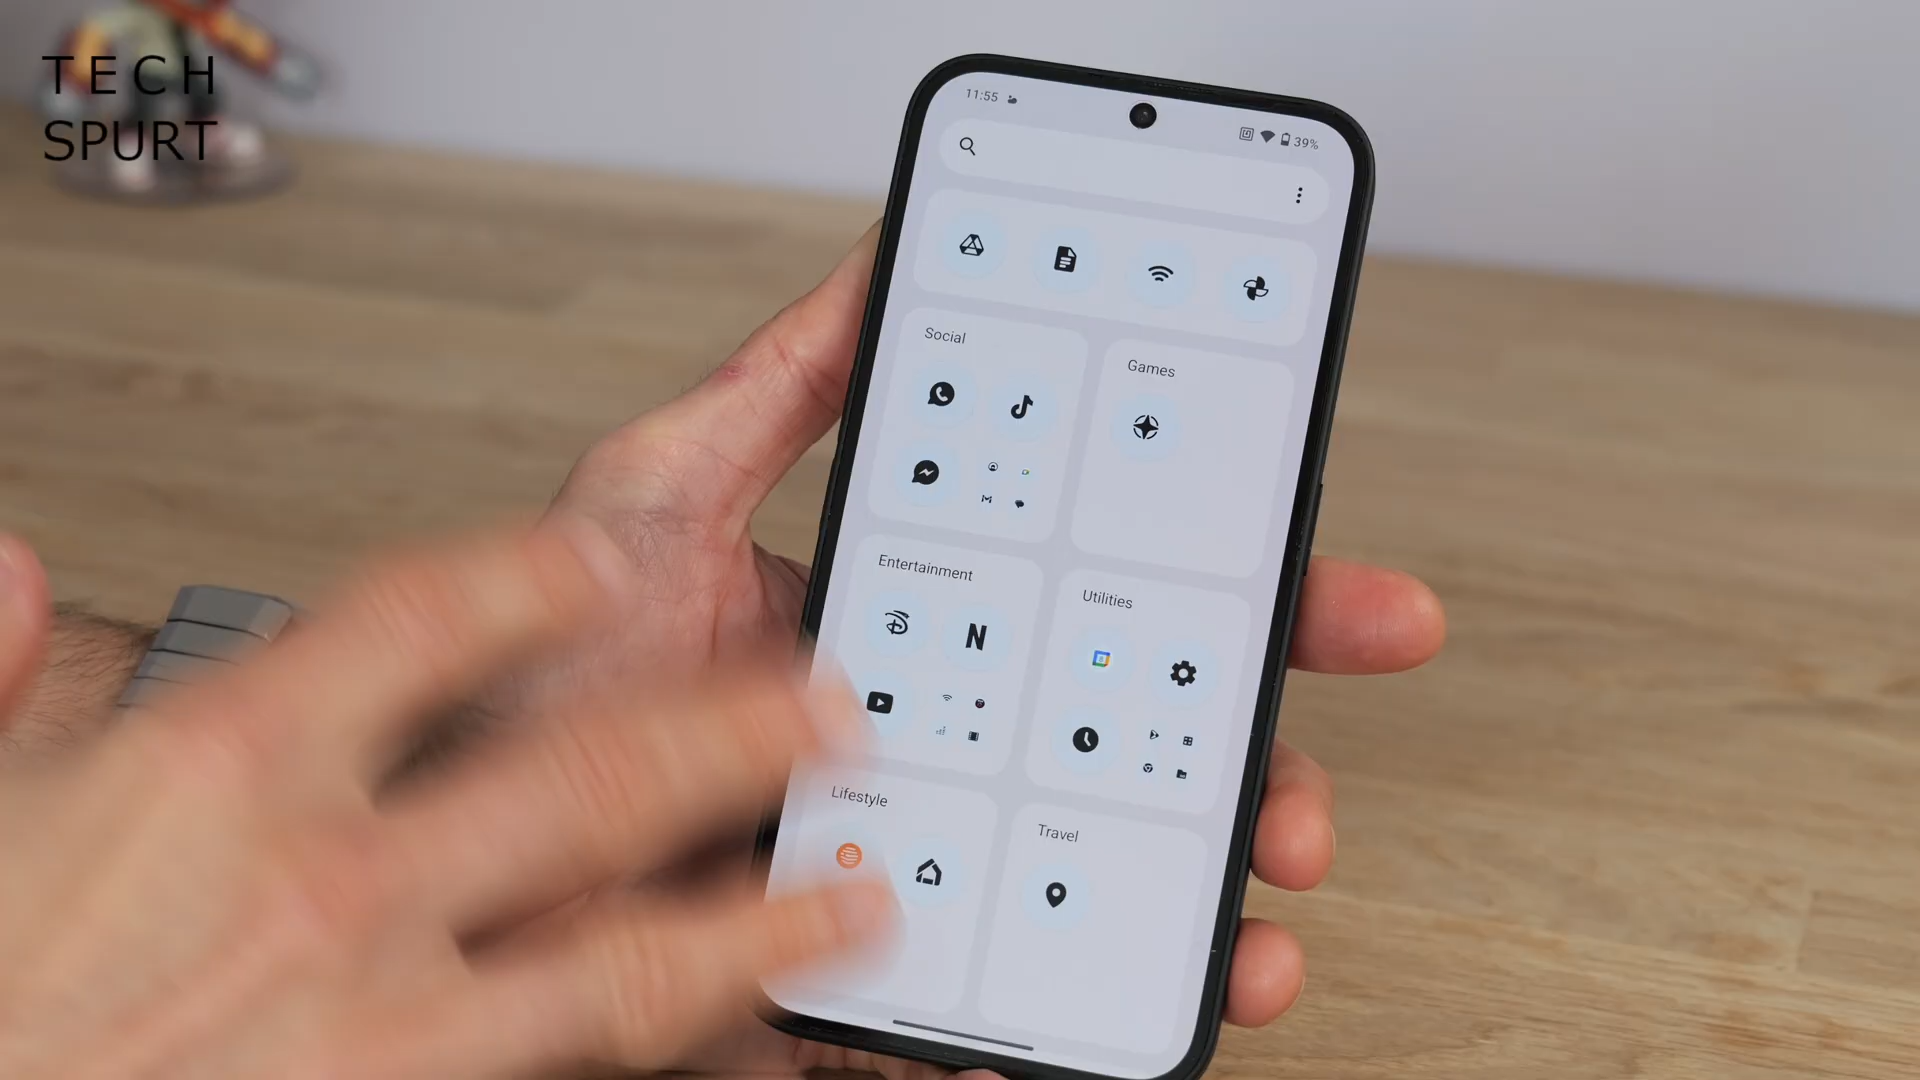 TECH
SPURT
11:55
39%
Social
Games
Entertainment
Utilities
N
Lifestyle
Travel